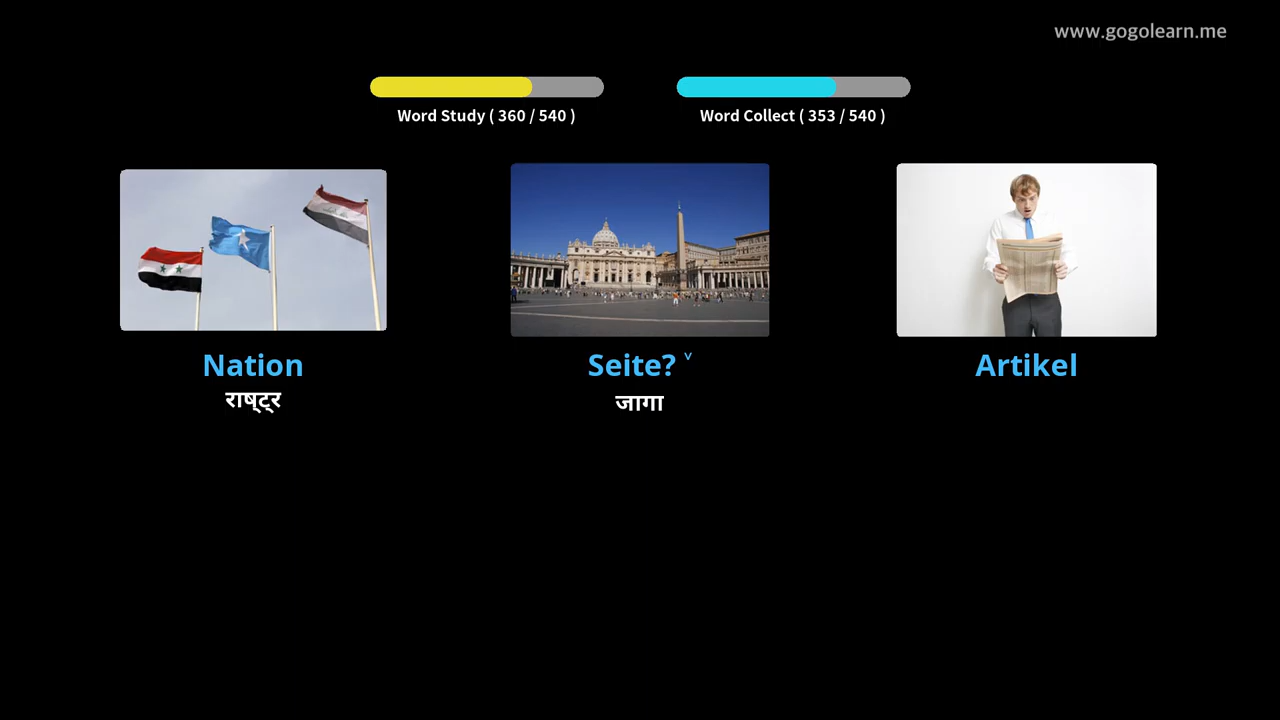 www.gogolearn.me
Word Study ( 360 / 540 )
Word Collect ( 353 / 540 )
Nation
राष्ट्र
Seite? ˅
जागा
Artikel